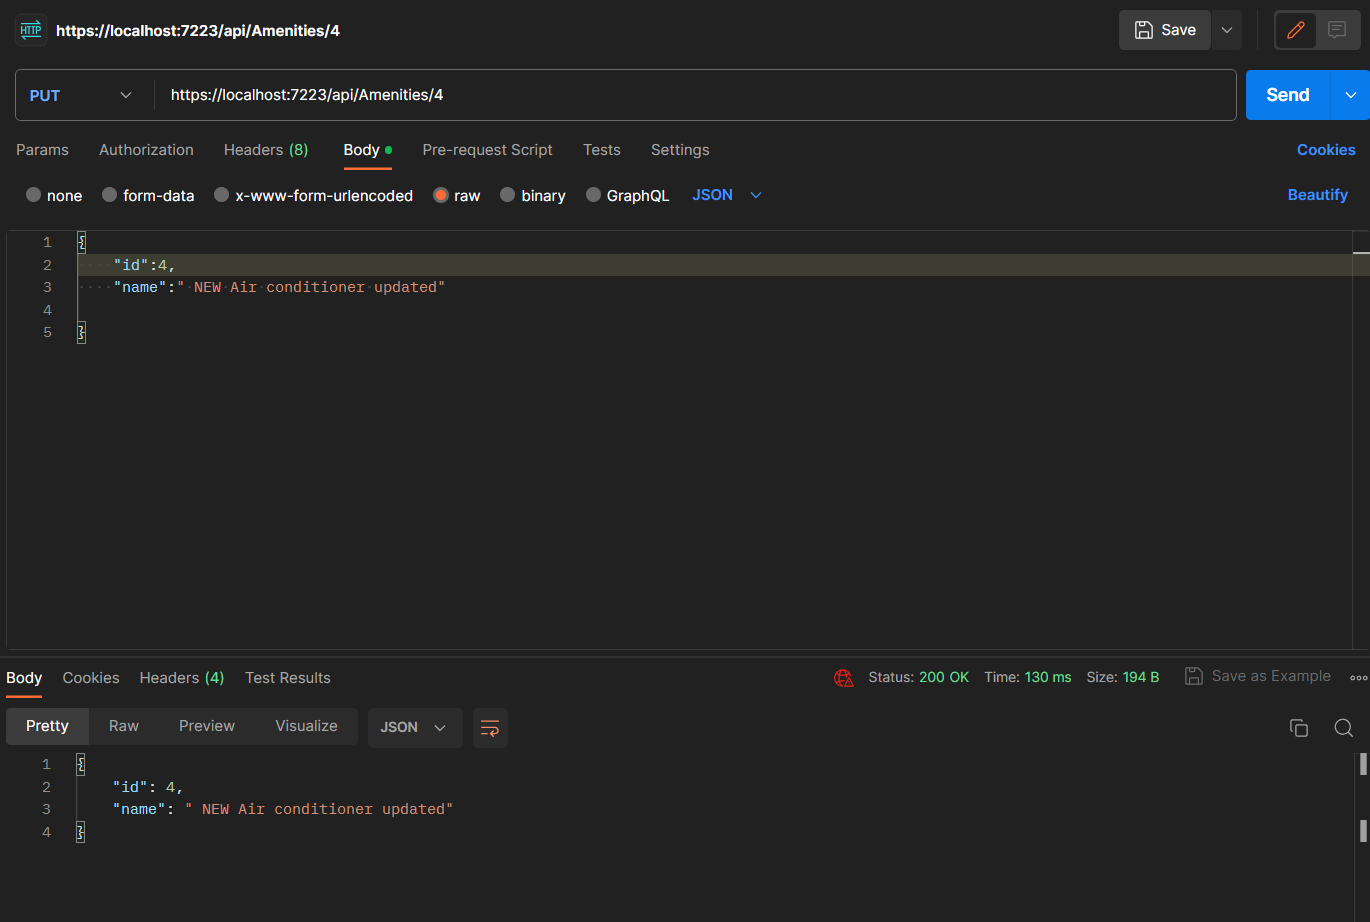 HTTP https://localhost:7223/api/Amenities/4 Save
PUT https://localhost:7223/api/Amenities/4 Send
Params Authorization Headers (8) Body Pre-request Script Tests Settings Cookies
none form-data x-www-form-urlencoded raw binary GraphQL JSON Beautify
1 {
2 "id":4,
3 "name":" NEW Air conditioner updated"
4
5 }
Body Cookies Headers (4) Test Results Status: 200 OK Time: 130 ms Size: 194 B Save as Example
Pretty Raw Preview Visualize JSON
1 {
2 "id": 4,
3 "name": " NEW Air conditioner updated"
4 }